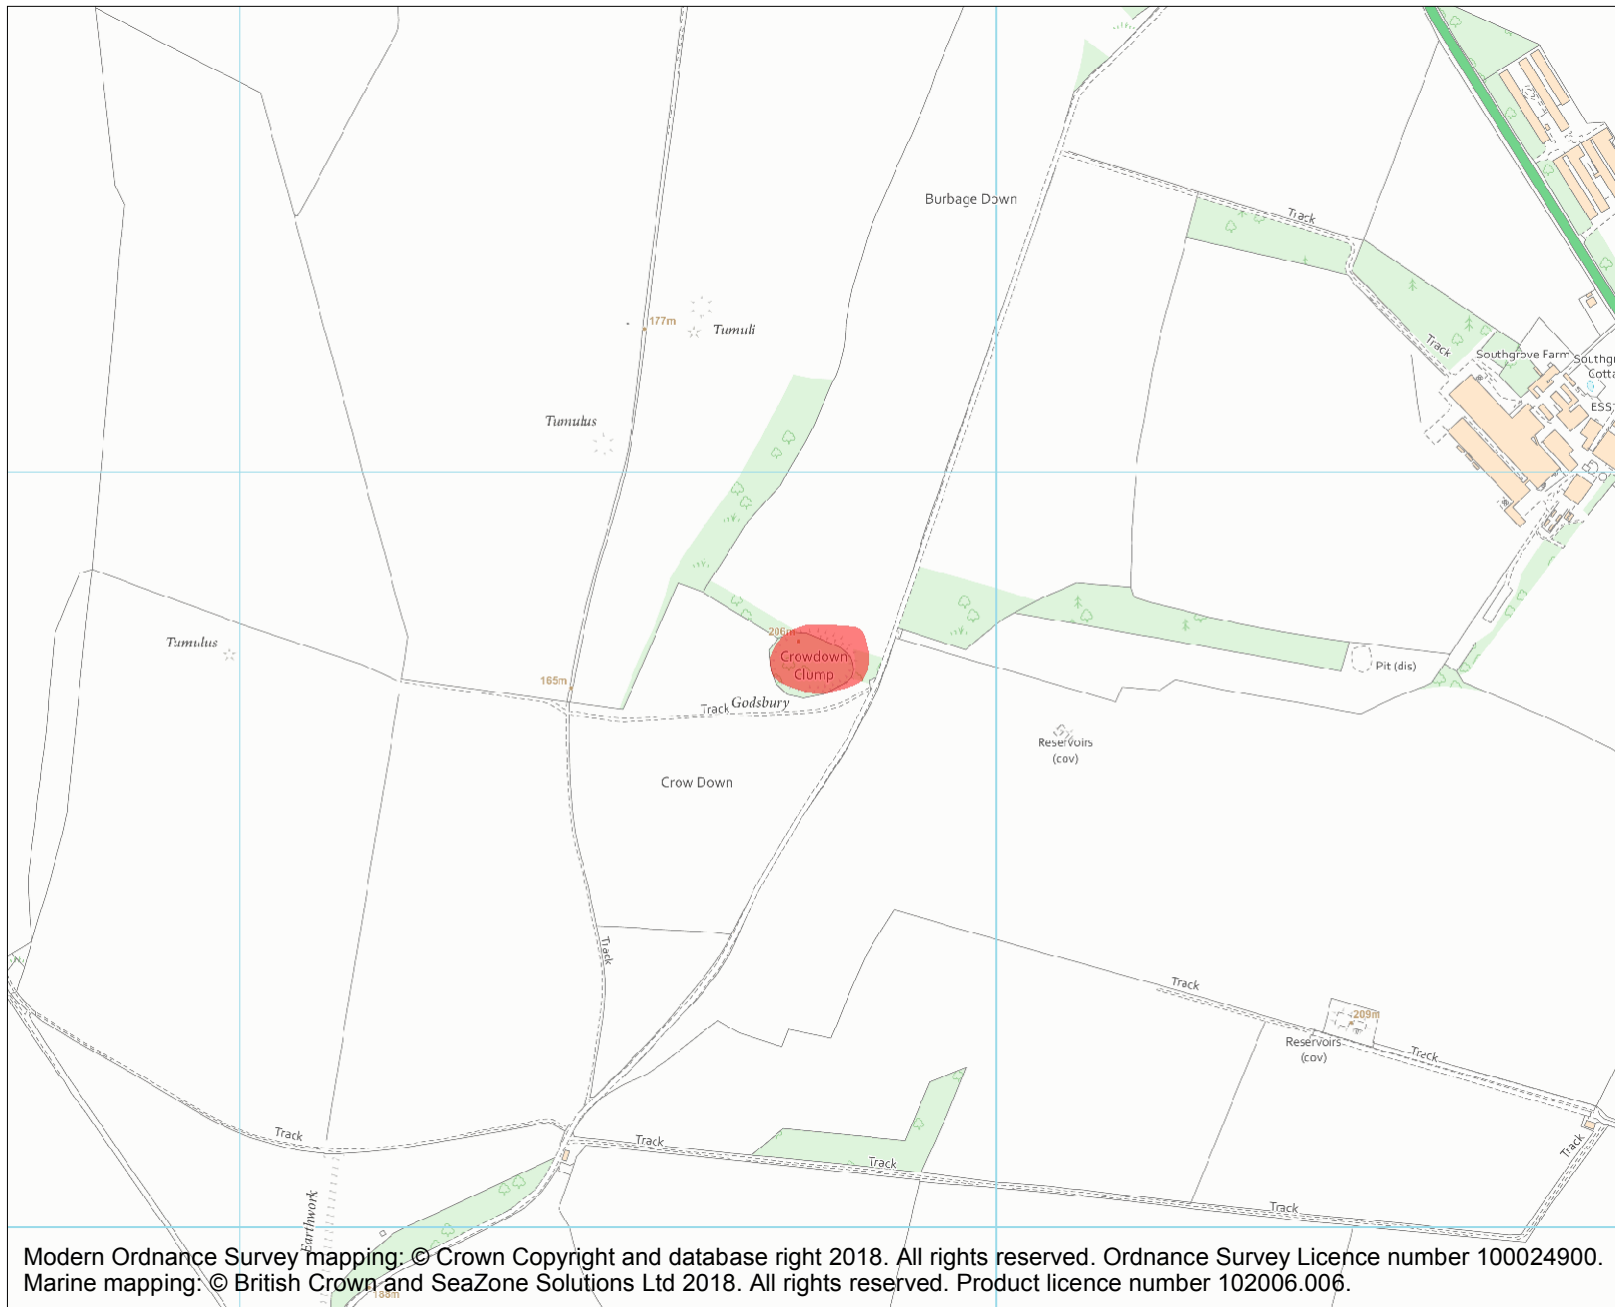 Burbage Down
Track
177m
Tumuli
Track
Southgrove Farm
Tumulus
206m
Crowdown
Clump
Tumulus
Pit (dis)
165m
Track
Godsbury
Reservoirs
(cov)
Crow Down
Track
Track
209m
Reservoirs
(cov)
Track
Track
Track
Track
Track
Track
Earthwork
Modern Ordnance Survey mapping: © Crown Copyright and database right 2018. All rights reserved. Ordnance Survey Licence number 100024900.
Marine mapping: © British Crown and SeaZone Solutions Ltd 2018. All rights reserved. Product licence number 102006.006.
188m